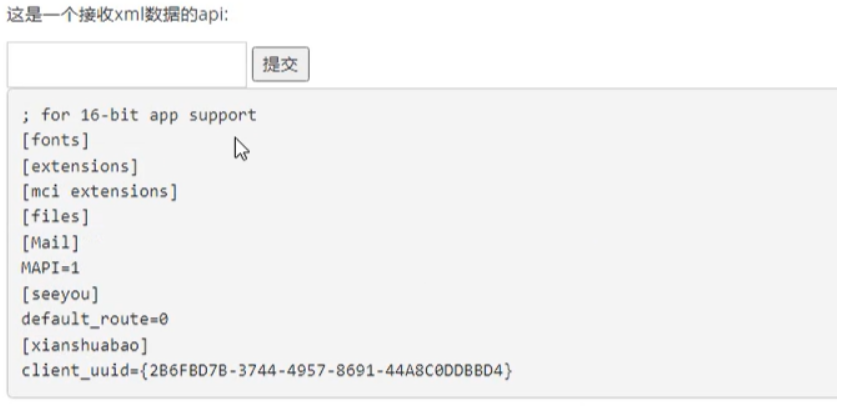 这是一个接收xml数据的api:
提交
; for 16-bit app support
[fonts]
[extensions]
[mci extensions]
[files]
[Mail]
MAPI=1
[seeyou]
default_route=0
[xianshuabao]
client_uuid={2B6FBD7B-3744-4957-8691-44A8C0DDBBD4}